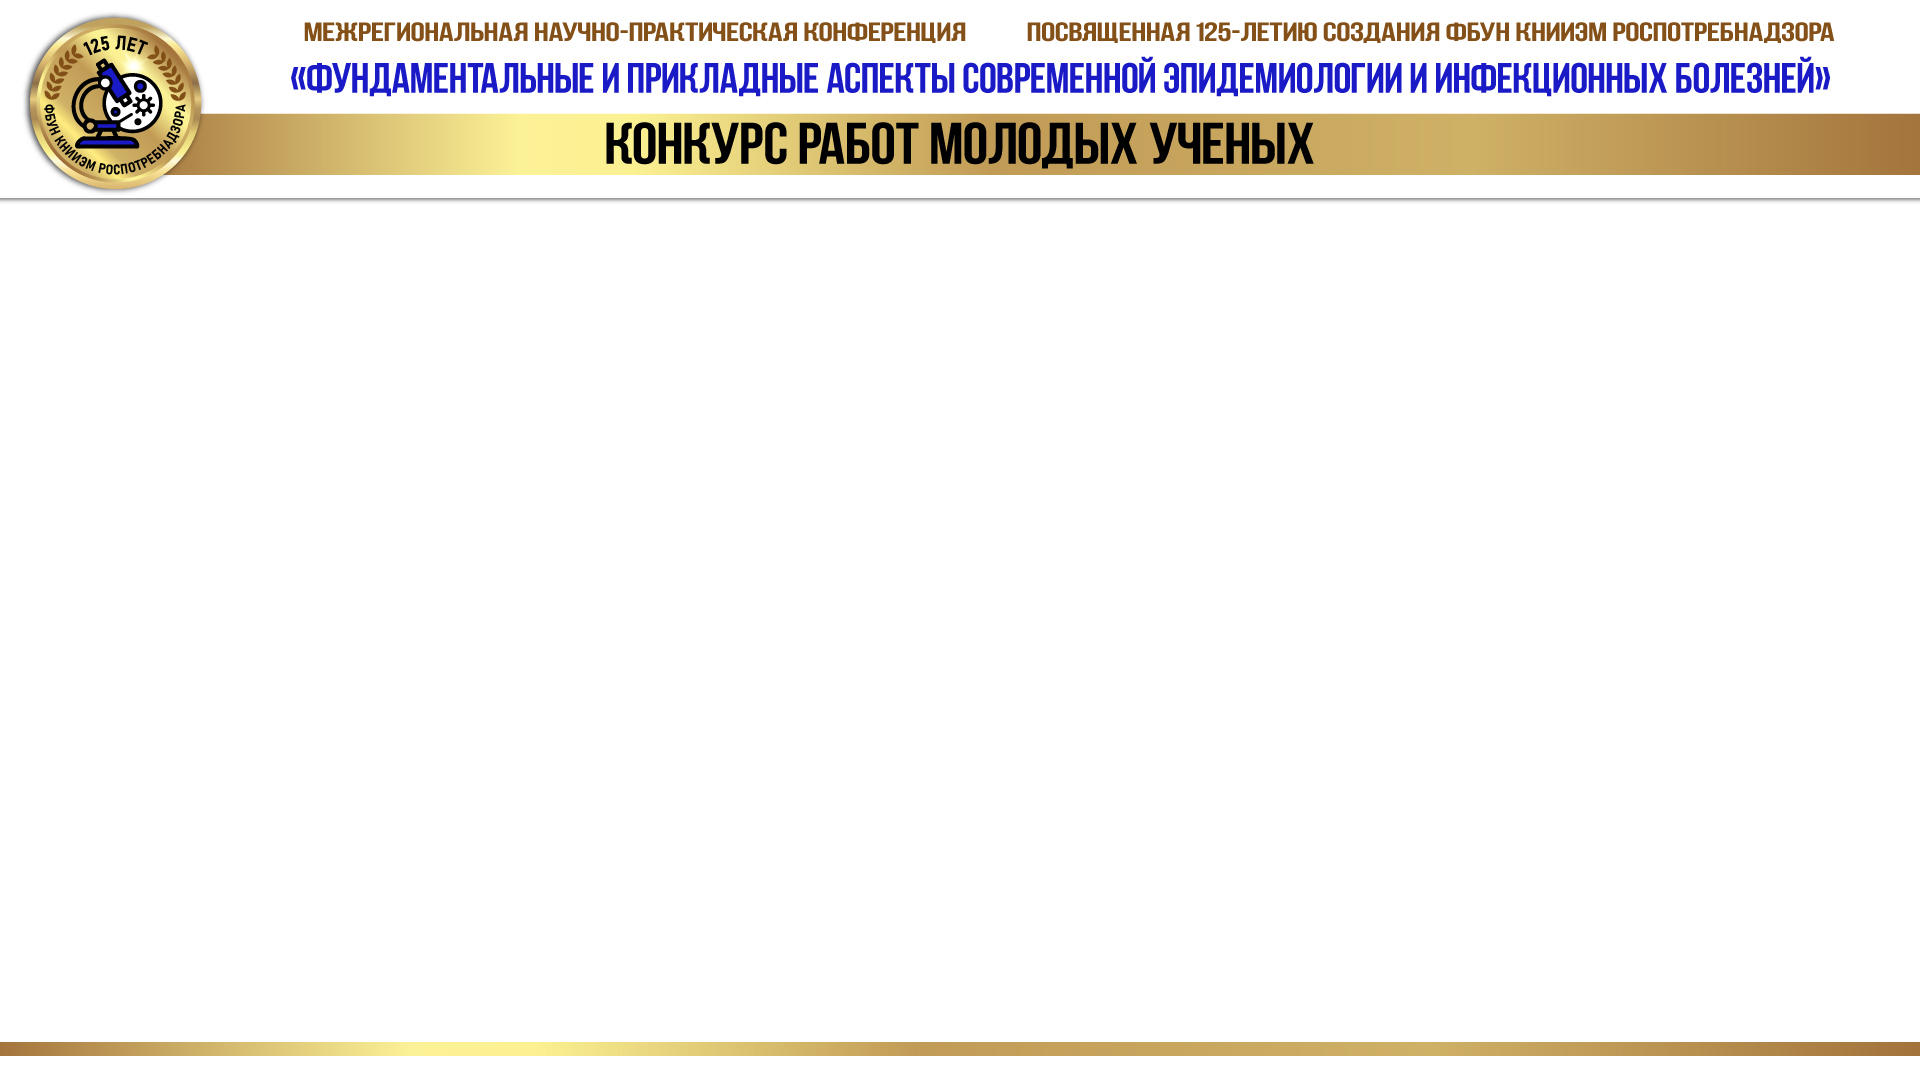 МЕЖРЕГИОНАЛЬНАЯ НАУЧНО-ПРАКТИЧЕСКАЯ КОНФЕРЕНЦИЯ ПОСВЯЩЕННАЯ 125-ЛЕТИЮ СОЗДАНИЯ ФБУН КНИИЭМ РОСПОТРЕБНАДЗОРА
«ФУНДАМЕНТАЛЬНЫЕ И ПРИКЛАДНЫЕ АСПЕКТЫ СОВРЕМЕННОЙ ЭПИДЕМИОЛОГИИ И ИНФЕКЦИОННЫХ БОЛЕЗНЕЙ»
КОНКУРС РАБОТ МОЛОДЫХ УЧЕНЫХ
125 ЛЕТ
ФБУН КНИИЭМ РОСПОТРЕБНАДЗОРА